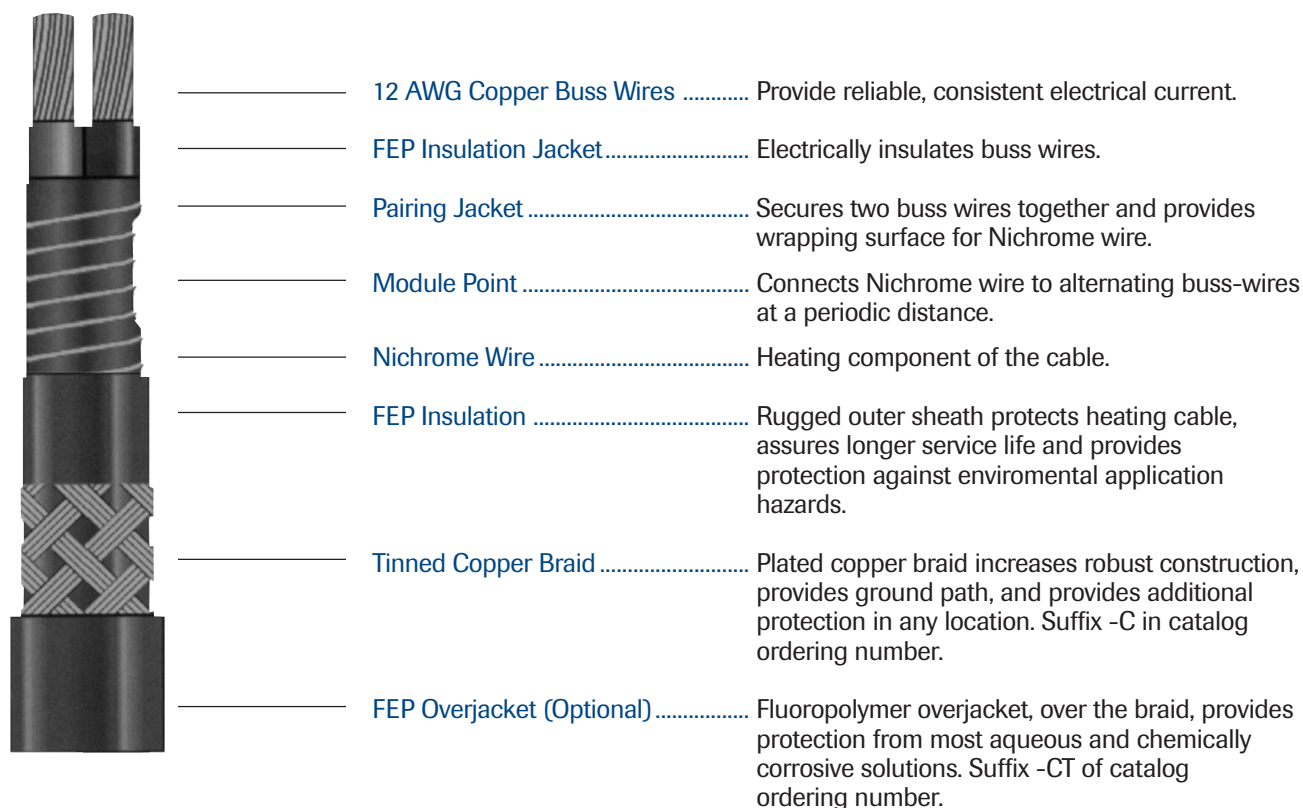 12 AWG Copper Buss Wires ............ Provide reliable, consistent electrical current.
FEP Insulation Jacket .......................... Electrically insulates buss wires.
Pairing Jacket ........................................ Secures two buss wires together and provides
wrapping surface for Nichrome wire.
Module Point ......................................... Connects Nichrome wire to alternating buss-wires
at a periodic distance.
Nichrome Wire ...................................... Heating component of the cable.
FEP Insulation ....................................... Rugged outer sheath protects heating cable,
assures longer service life and provides
protection against enviromental application
hazards.
Tinned Copper Braid ........................... Plated copper braid increases robust construction,
provides ground path, and provides additional
protection in any location. Suffix -C in catalog
ordering number.
FEP Overjacket (Optional) ................. Fluoropolymer overjacket, over the braid, provides
protection from most aqueous and chemically
corrosive solutions. Suffix -CT of catalog
ordering number.